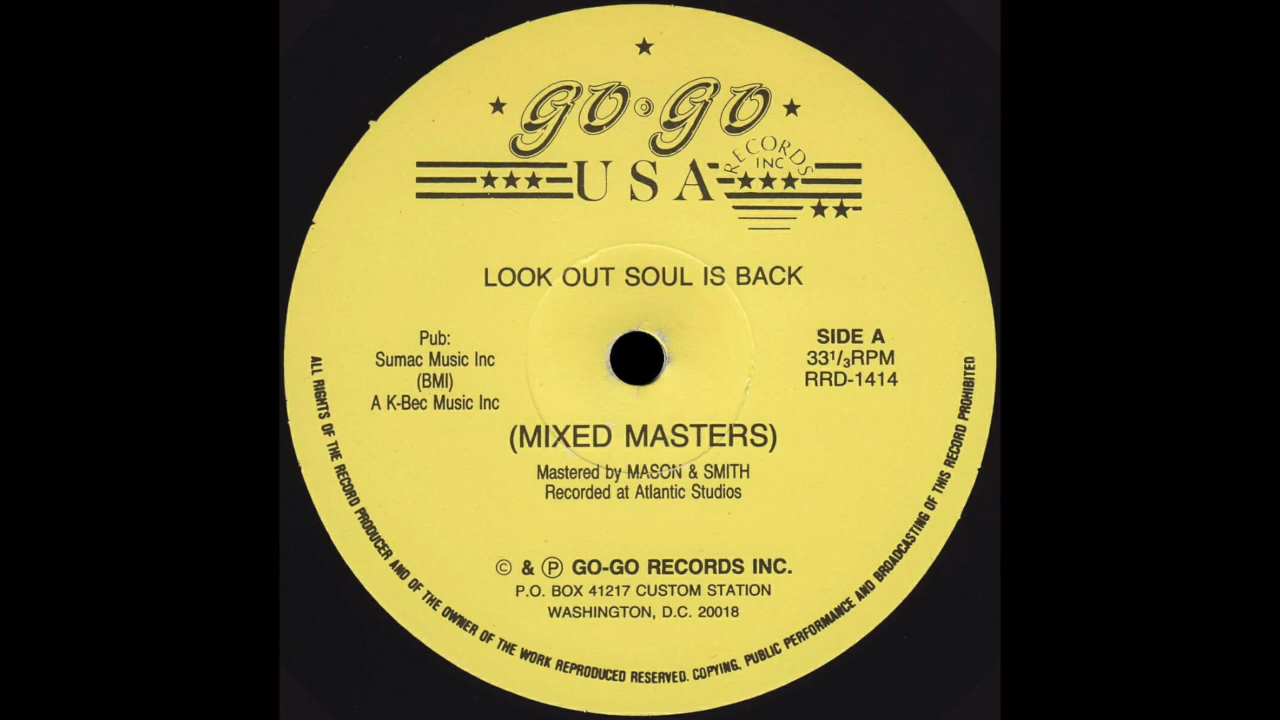 GO·GO
RECORDS
INC
USA
LOOK OUT SOUL IS BACK
Pub:
Sumac Music Inc
(BMI)
A K-Bec Music Inc
SIDE A
33 1/3 RPM
RRD-1414
(MIXED MASTERS)
Mastered by MASON & SMITH
Recorded at Atlantic Studios
© & ℗ GO-GO RECORDS INC.
P.O. BOX 41217 CUSTOM STATION
WASHINGTON, D.C. 20018
ALL RIGHTS OF THE RECORD PRODUCER AND OF THE OWNER OF THE WORK REPRODUCED RESERVED. COPYING, PUBLIC PERFORMANCE AND BROADCASTING OF THIS RECORD PROHIBITED